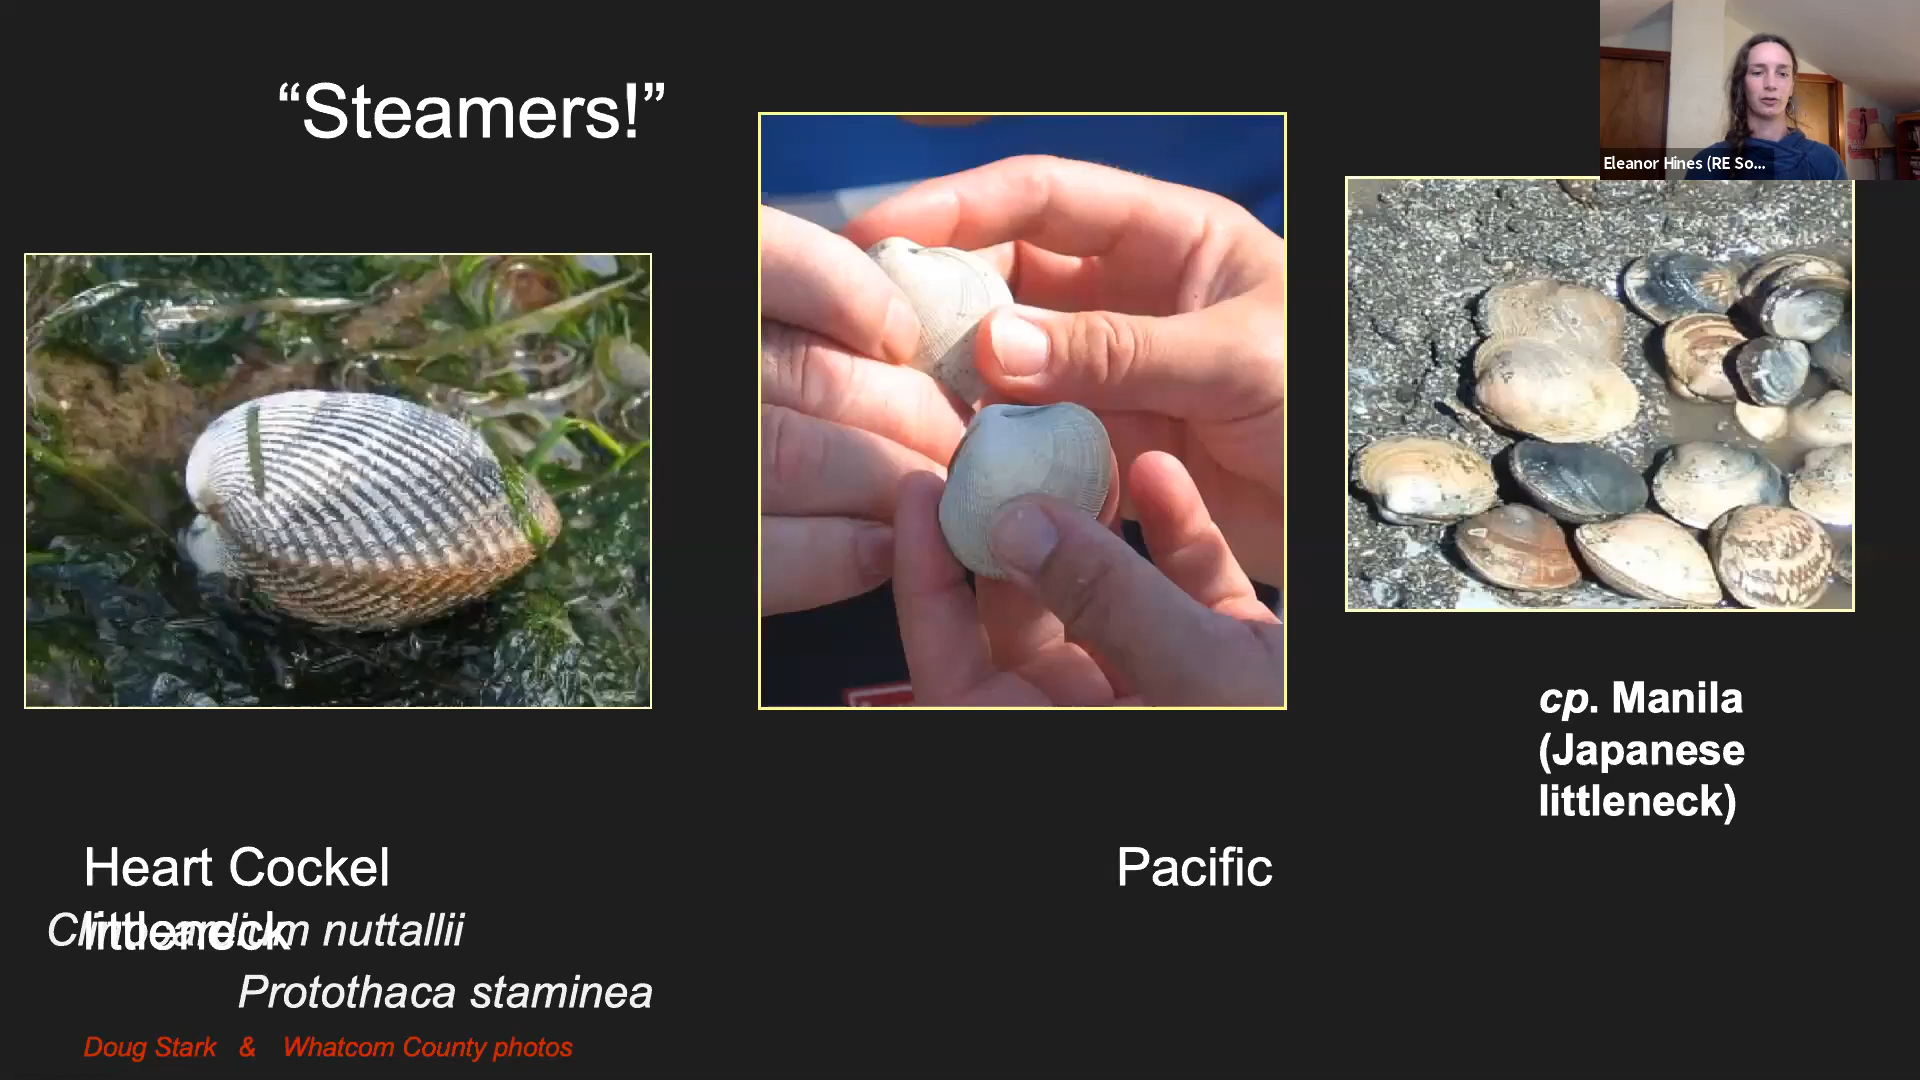 “Steamers!”
Eleanor Hines (RE So...
cp. Manila
(Japanese
littleneck)
Heart Cockel Pacific
littleneck
Clinocardium nuttallii
Protothaca staminea
Doug Stark & Whatcom County photos